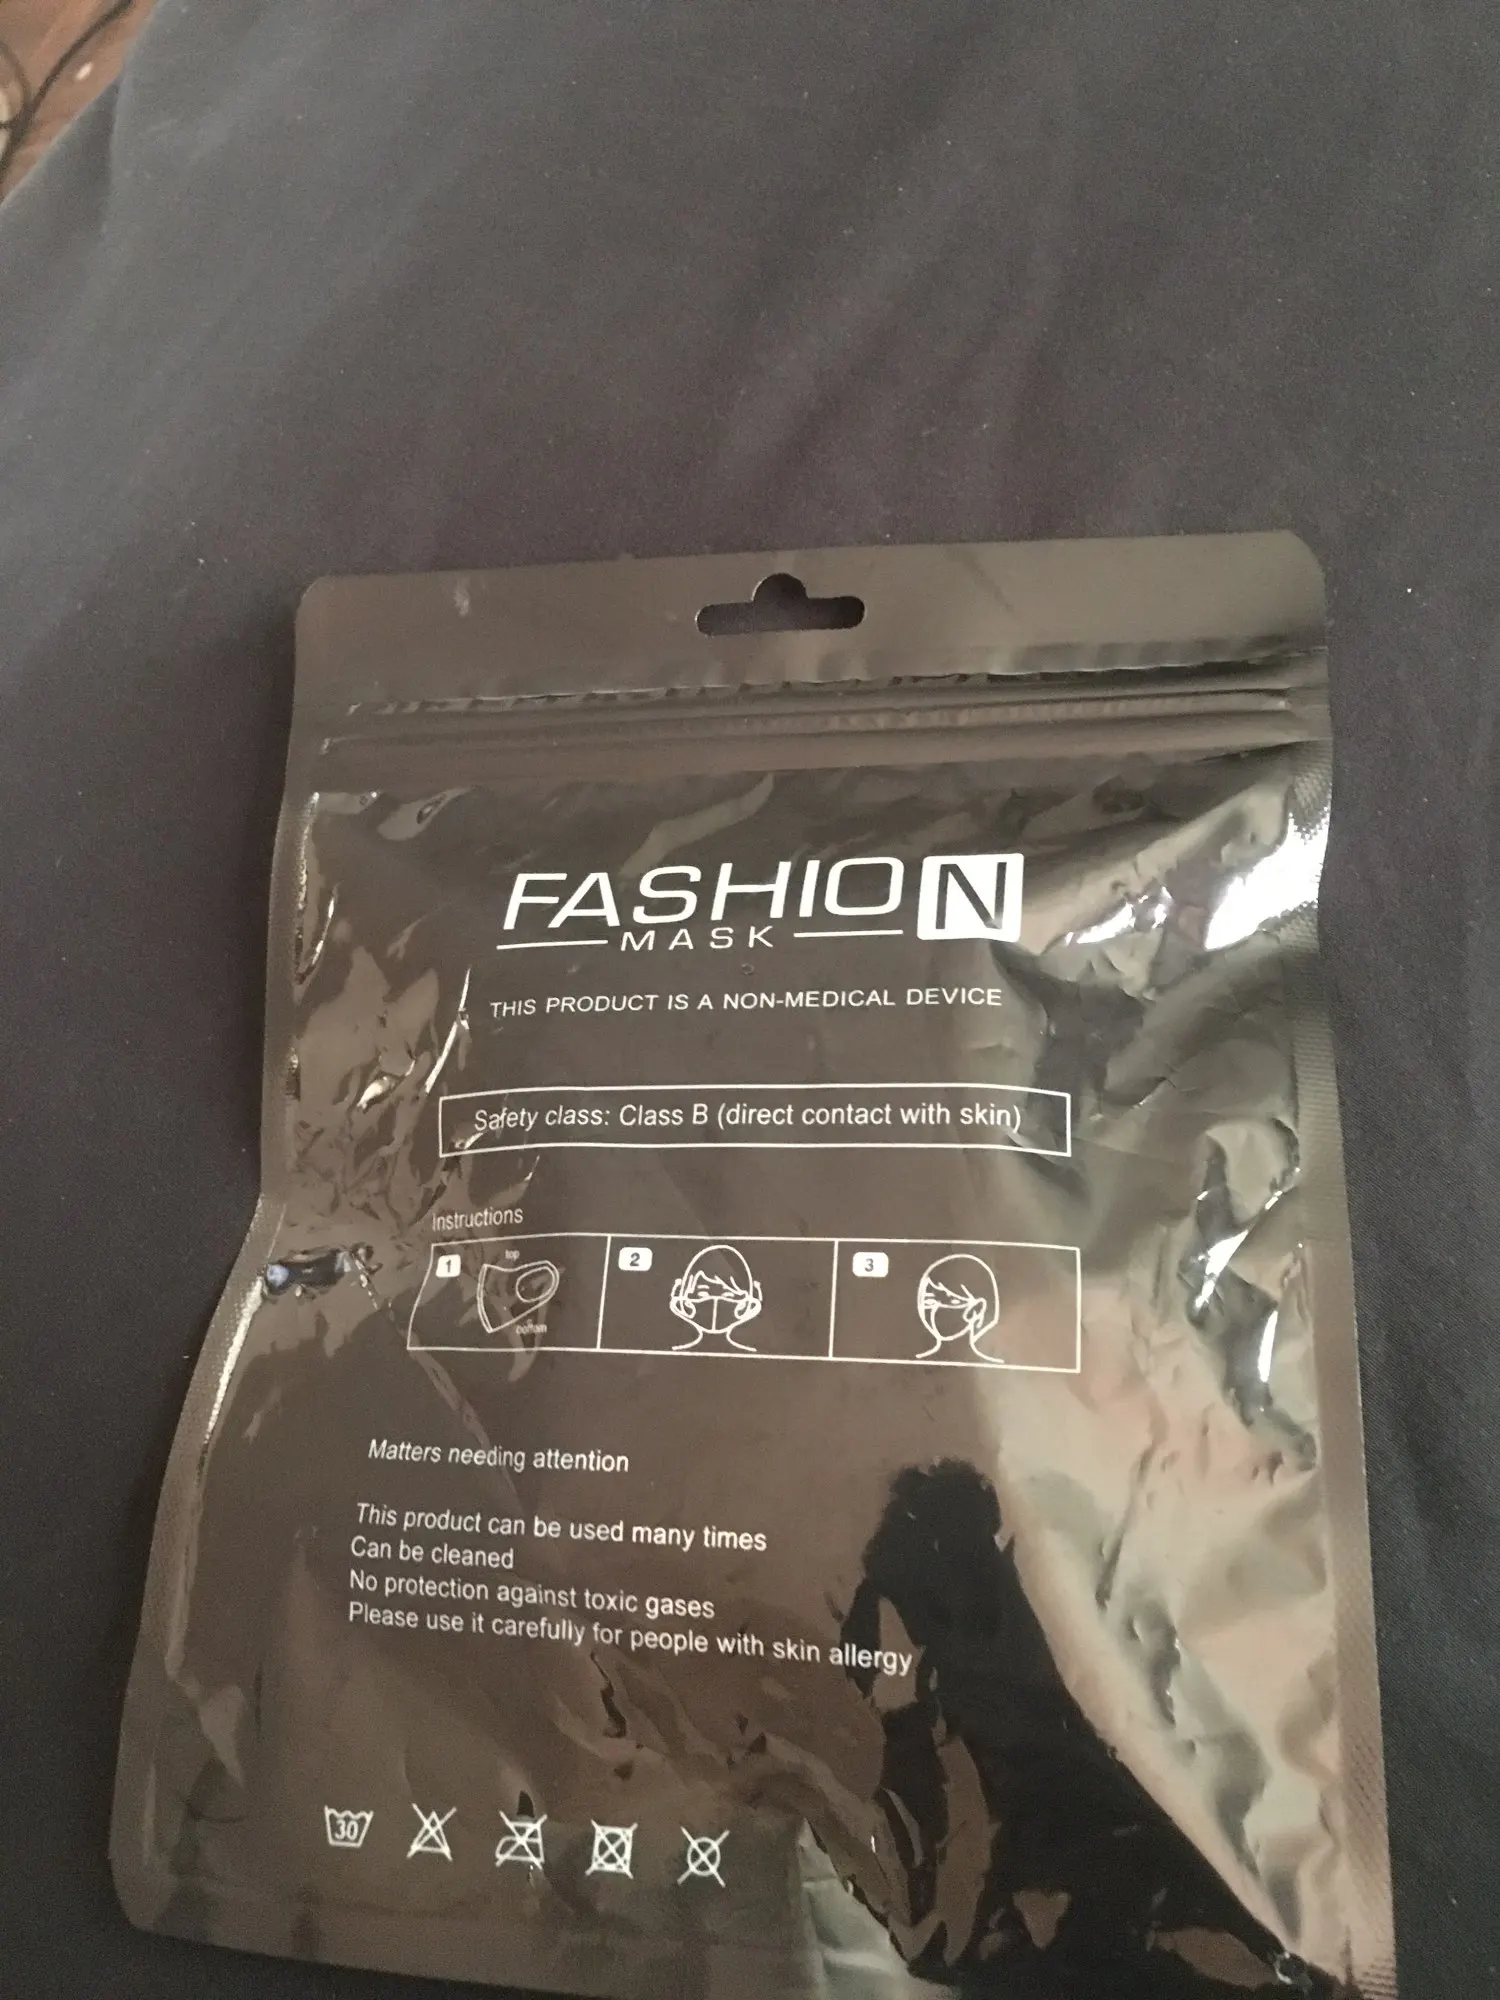 FASHION
MASK
THIS PRODUCT IS A NON-MEDICAL DEVICE
Safety class: Class B (direct contact with skin)
Instructions
1 top
bottom
2
3
Matters needing attention
This product can be used many times
Can be cleaned
No protection against toxic gases
Please use it carefully for people with skin allergy
30